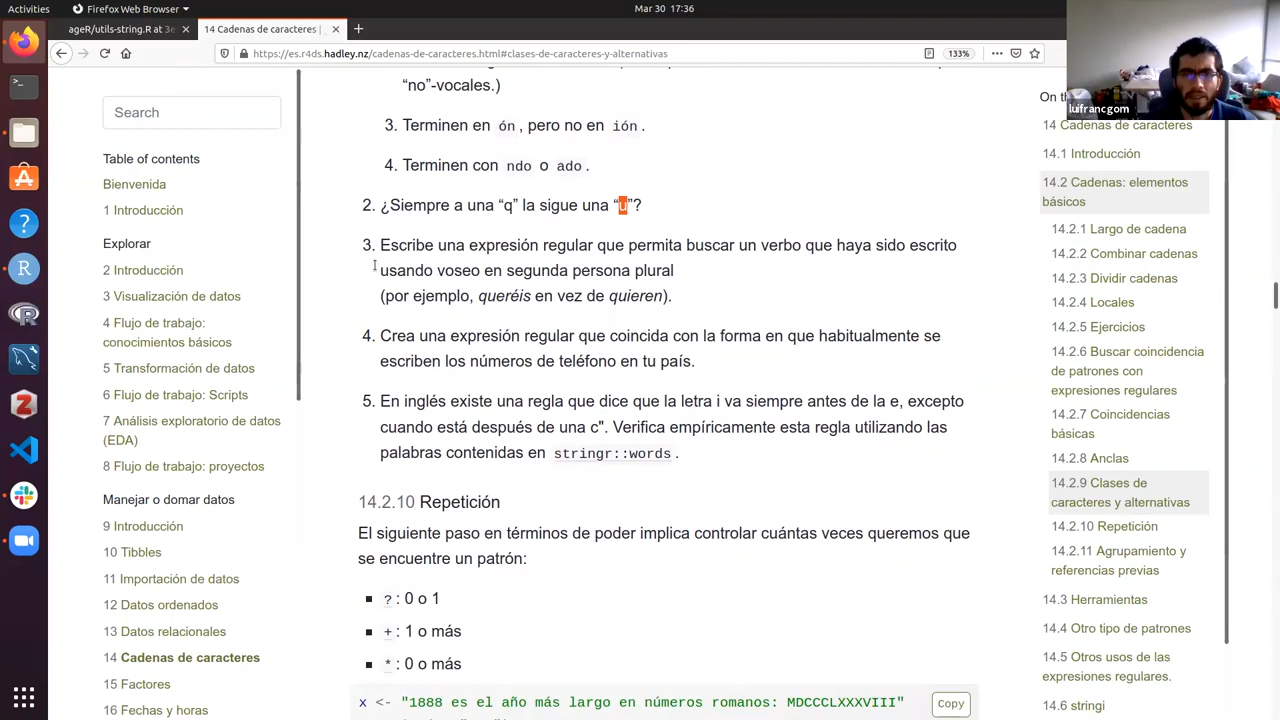 Activities
Firefox Web Browser
Mar 30 17:36
ageR/utils-string.R at 3e
14 Cadenas de caracteres |
https://es.r4ds.hadley.nz/cadenas-de-caracteres.html#clases-de-caracteres-y-alternativas
133%
lufrancgom
Search
Table of contents
Bienvenida
1 Introducción
Explorar
2 Introducción
3 Visualización de datos
4 Flujo de trabajo:
conocimientos básicos
5 Transformación de datos
6 Flujo de trabajo: Scripts
7 Análisis exploratorio de datos
(EDA)
8 Flujo de trabajo: proyectos
Manejar o domar datos
9 Introducción
10 Tibbles
11 Importación de datos
12 Datos ordenados
13 Datos relacionales
14 Cadenas de caracteres
15 Factores
16 Fechas y horas
“no”-vocales.)
3. Terminen en ón, pero no en ión.
4. Terminen con ndo o ado.
2. ¿Siempre a una “q” la sigue una “u”?
3. Escribe una expresión regular que permita buscar un verbo que haya sido escrito
usando voseo en segunda persona plural
(por ejemplo, queréis en vez de quieren).
4. Crea una expresión regular que coincida con la forma en que habitualmente se
escriben los números de teléfono en tu país.
5. En inglés existe una regla que dice que la letra i va siempre antes de la e, excepto
cuando está después de una c". Verifica empíricamente esta regla utilizando las
palabras contenidas en stringr::words.
14.2.10 Repetición
El siguiente paso en términos de poder implica controlar cuántas veces queremos que
se encuentre un patrón:
?: 0 o 1
+: 1 o más
*: 0 o más
x <- "1888 es el año más largo en números romanos: MDCCCLXXXVIII"
Copy
On th
14 Cadenas de caracteres
14.1 Introducción
14.2 Cadenas: elementos
básicos
14.2.1 Largo de cadena
14.2.2 Combinar cadenas
14.2.3 Dividir cadenas
14.2.4 Locales
14.2.5 Ejercicios
14.2.6 Buscar coincidencia
de patrones con
expresiones regulares
14.2.7 Coincidencias
básicas
14.2.8 Anclas
14.2.9 Clases de
caracteres y alternativas
14.2.10 Repetición
14.2.11 Agrupamiento y
referencias previas
14.3 Herramientas
14.4 Otro tipo de patrones
14.5 Otros usos de las
expresiones regulares.
14.6 stringi